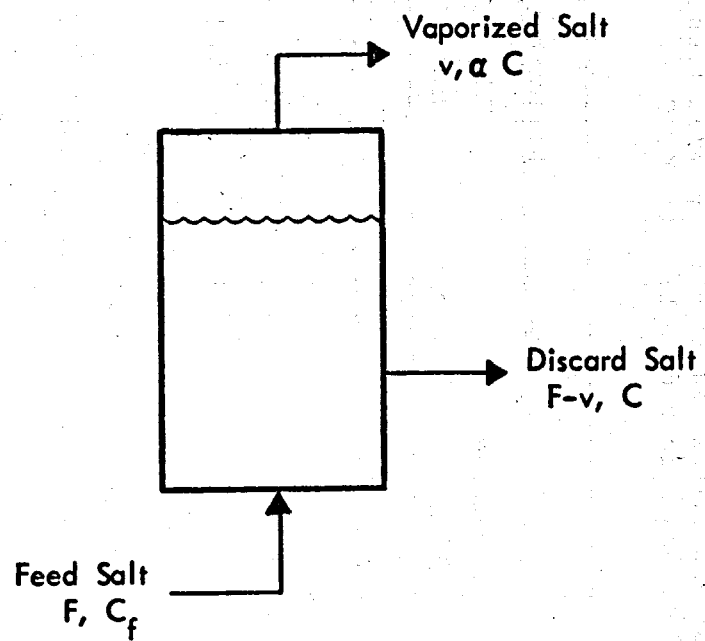 Vaporized Salt
v, α C
Discard Salt
F-v, C
Feed Salt
F, C_f